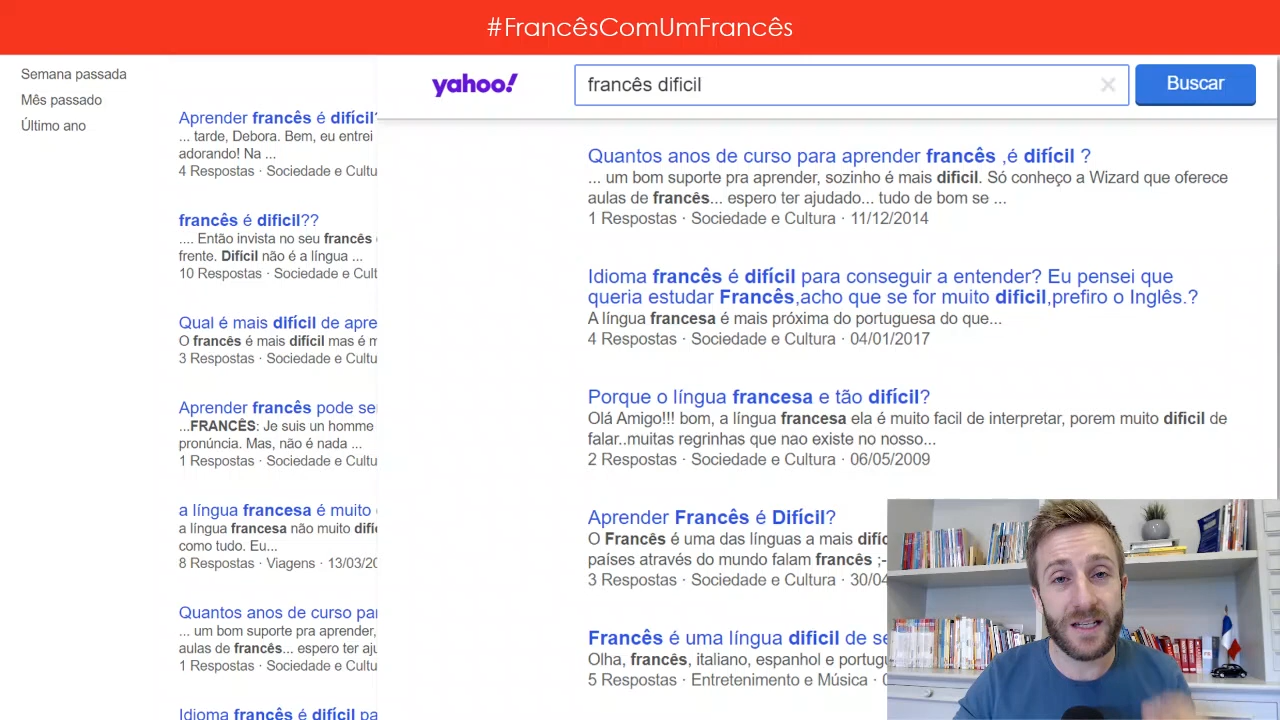 #FrancêsComUmFrancês
Semana passada
Mês passado
Último ano
Aprender francês é difícil?
... tarde, Debora. Bem, eu entrei
adorando! Na ...
4 Respostas · Sociedade e Cultu
francês é dificil??
.... Então invista no seu francês
frente. Difícil não é a língua ...
10 Respostas · Sociedade e Cult
Qual é mais difícil de apre
O francês é mais difícil mas é m
3 Respostas · Sociedade e Cultu
Aprender francês pode se
...FRANCÊS: Je suis un homme
pronúncia. Mas, não é nada ...
1 Respostas · Sociedade e Cultu
a língua francesa é muito
a língua francesa não muito difí
como tudo. Eu...
8 Respostas · Viagens · 13/03/20
Quantos anos de curso par
... um bom suporte pra aprender,
aulas de francês... espero ter aju
1 Respostas · Sociedade e Cultu
Idioma francês é difícil pa
yahoo!
francês dificil
Buscar
Quantos anos de curso para aprender francês ,é difícil ?
... um bom suporte pra aprender, sozinho é mais dificil. Só conheço a Wizard que oferece
aulas de francês... espero ter ajudado... tudo de bom se ...
1 Respostas · Sociedade e Cultura · 11/12/2014
Idioma francês é difícil para conseguir a entender? Eu pensei que
queria estudar Francês,acho que se for muito dificil,prefiro o Inglês.?
A língua francesa é mais próxima do portuguesa do que...
4 Respostas · Sociedade e Cultura · 04/01/2017
Porque o língua francesa e tão difícil?
Olá Amigo!!! bom, a língua francesa ela é muito facil de interpretar, porem muito dificil de
falar..muitas regrinhas que nao existe no nosso...
2 Respostas · Sociedade e Cultura · 06/05/2009
Aprender Francês é Difícil?
O Francês é uma das línguas a mais difíc
países através do mundo falam francês ;-
3 Respostas · Sociedade e Cultura · 30/04
Francês é uma língua dificil de se
Olha, francês, italiano, espanhol e portugu
5 Respostas · Entretenimento e Música · 0